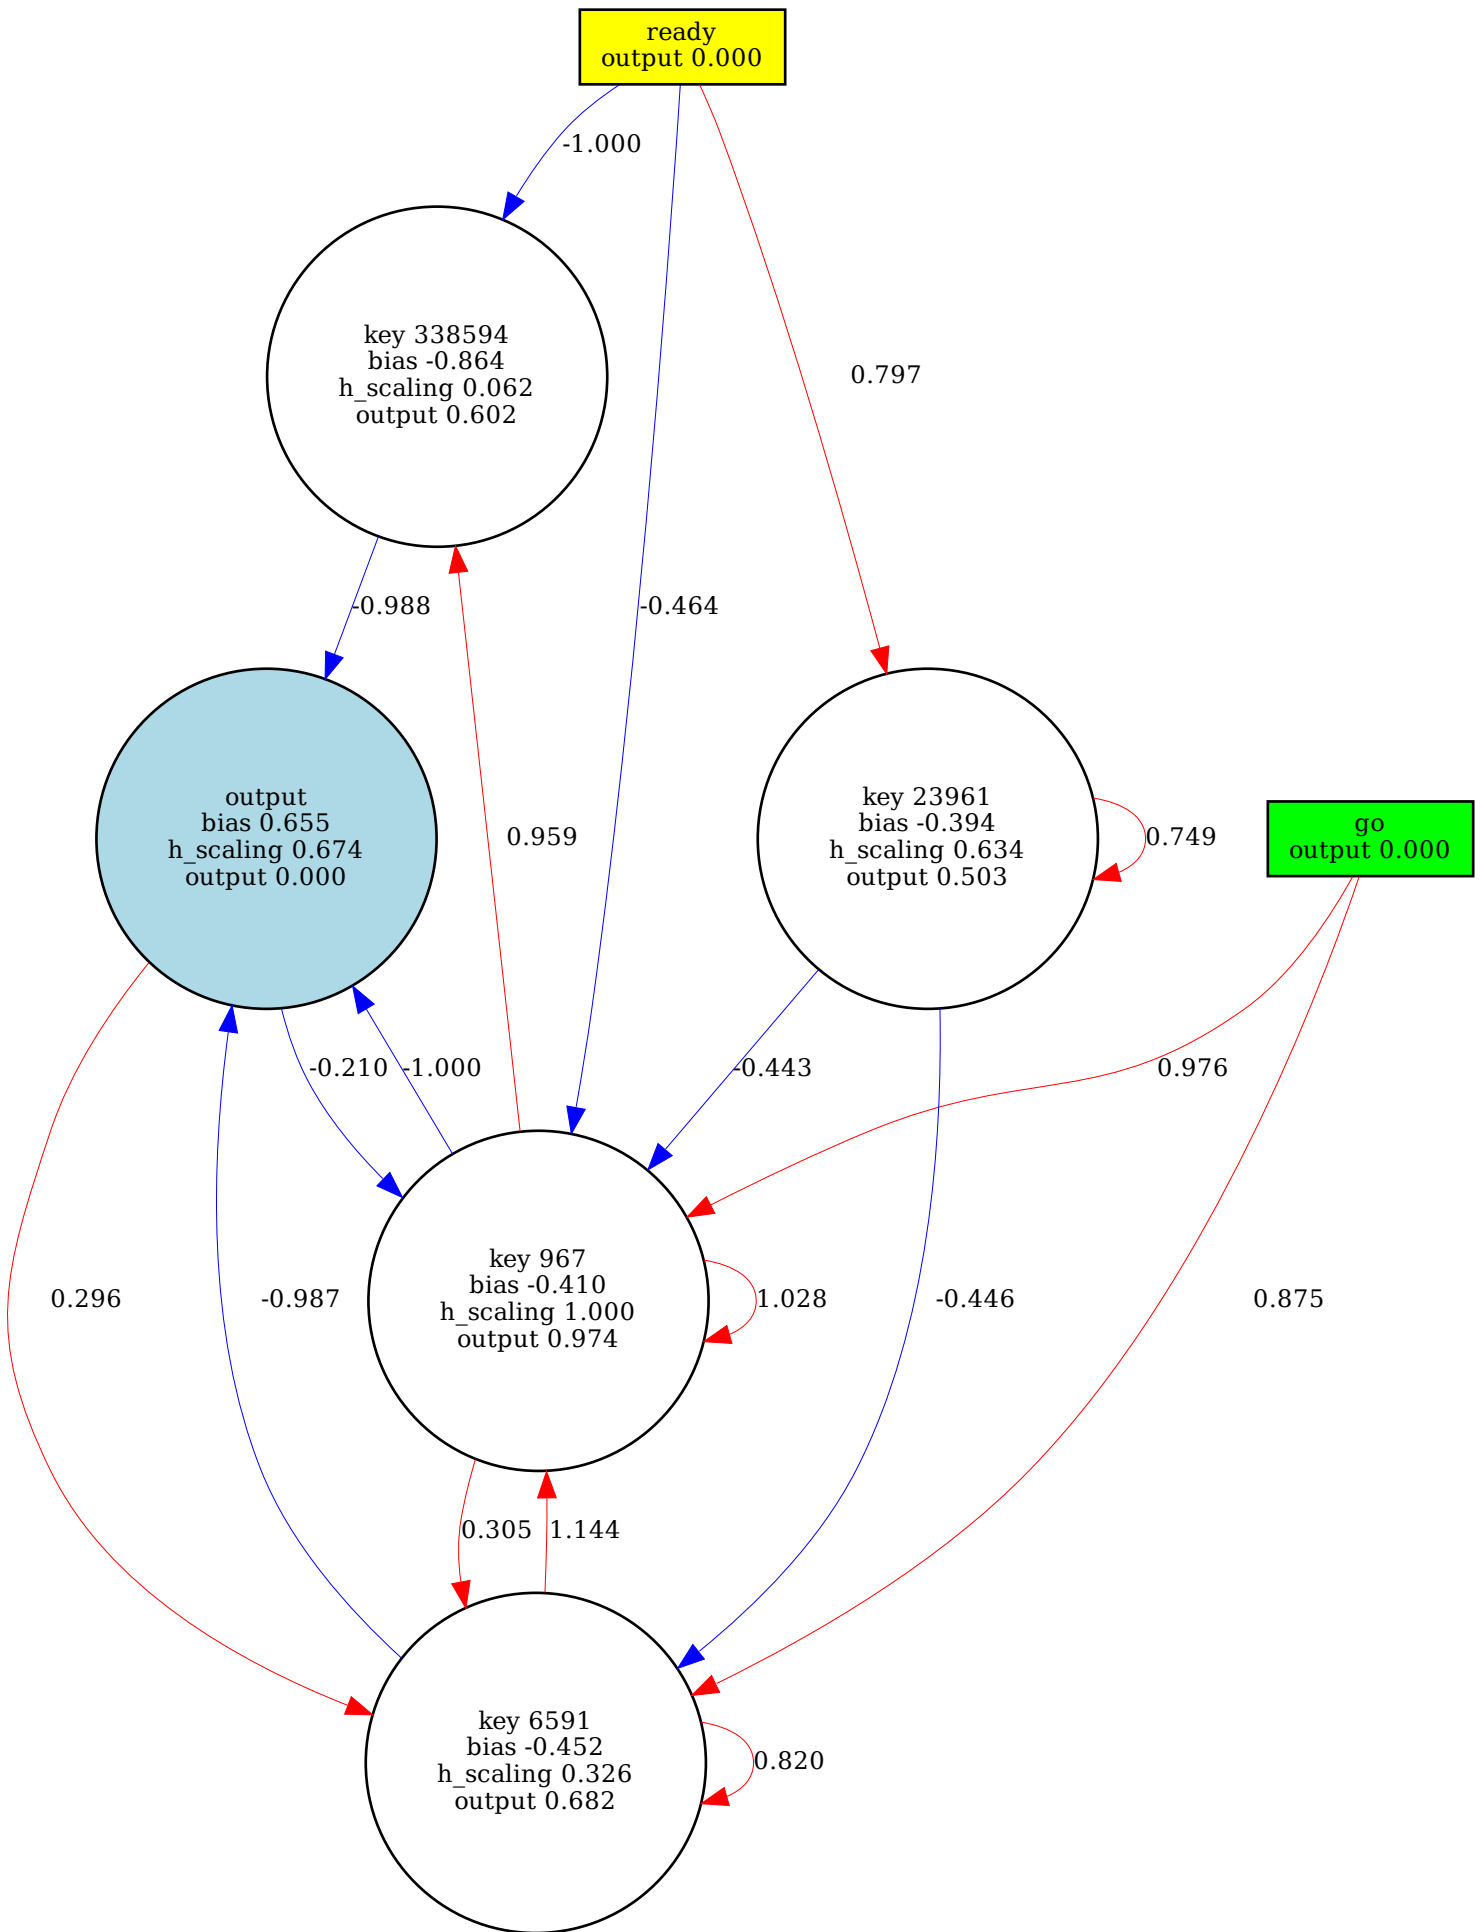 ready
output 0.000
-1.000
key 338594
bias -0.864
h_scaling 0.062
output 0.602
0.797
-0.988
-0.464
output
bias 0.655
h_scaling 0.674
output 0.000
0.959
key 23961
bias -0.394
h_scaling 0.634
output 0.503
0.749
go
output 0.000
-0.210
-1.000
-0.443
0.976
0.296
-0.987
key 967
bias -0.410
h_scaling 1.000
output 0.974
1.028
-0.446
0.875
0.305
1.144
key 6591
bias -0.452
h_scaling 0.326
output 0.682
0.820